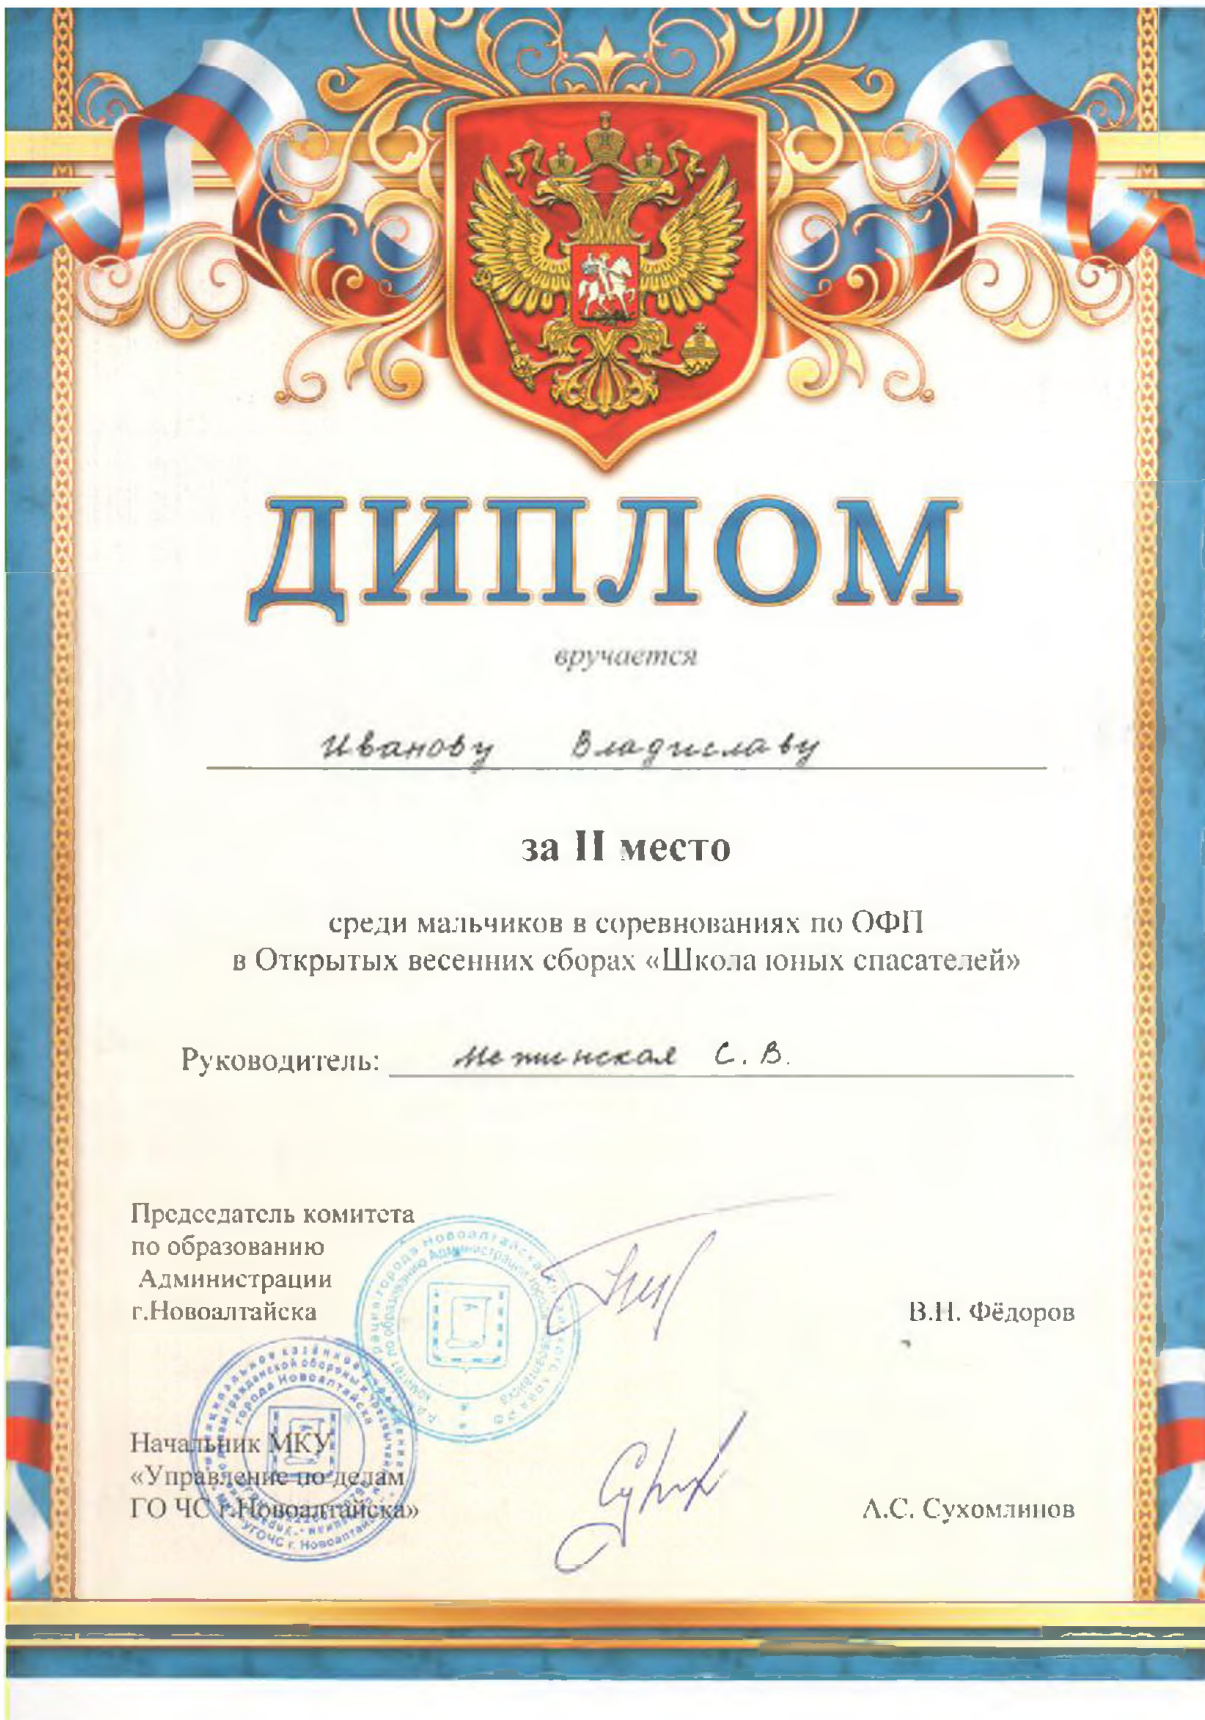 ДИПЛОМ
вручается
Иванову Владиславу
за II место
среди мальчиков в соревнованиях по ОФП
в Открытых весенних сборах «Школа юных спасателей»
Руководитель: Метинская С. В.
Председатель комитета
по образованию
Администрации
г.Новоалтайска
В.Н. Фёдоров
Начальник МКУ
«Управление по делам
ГО ЧС г.Новоалтайска»
А.С. Сухомлинов